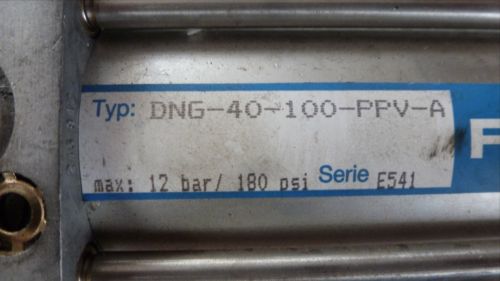 Typ: DNG-40-100-PPV-A
max: 12 bar/ 180 psi Serie E541